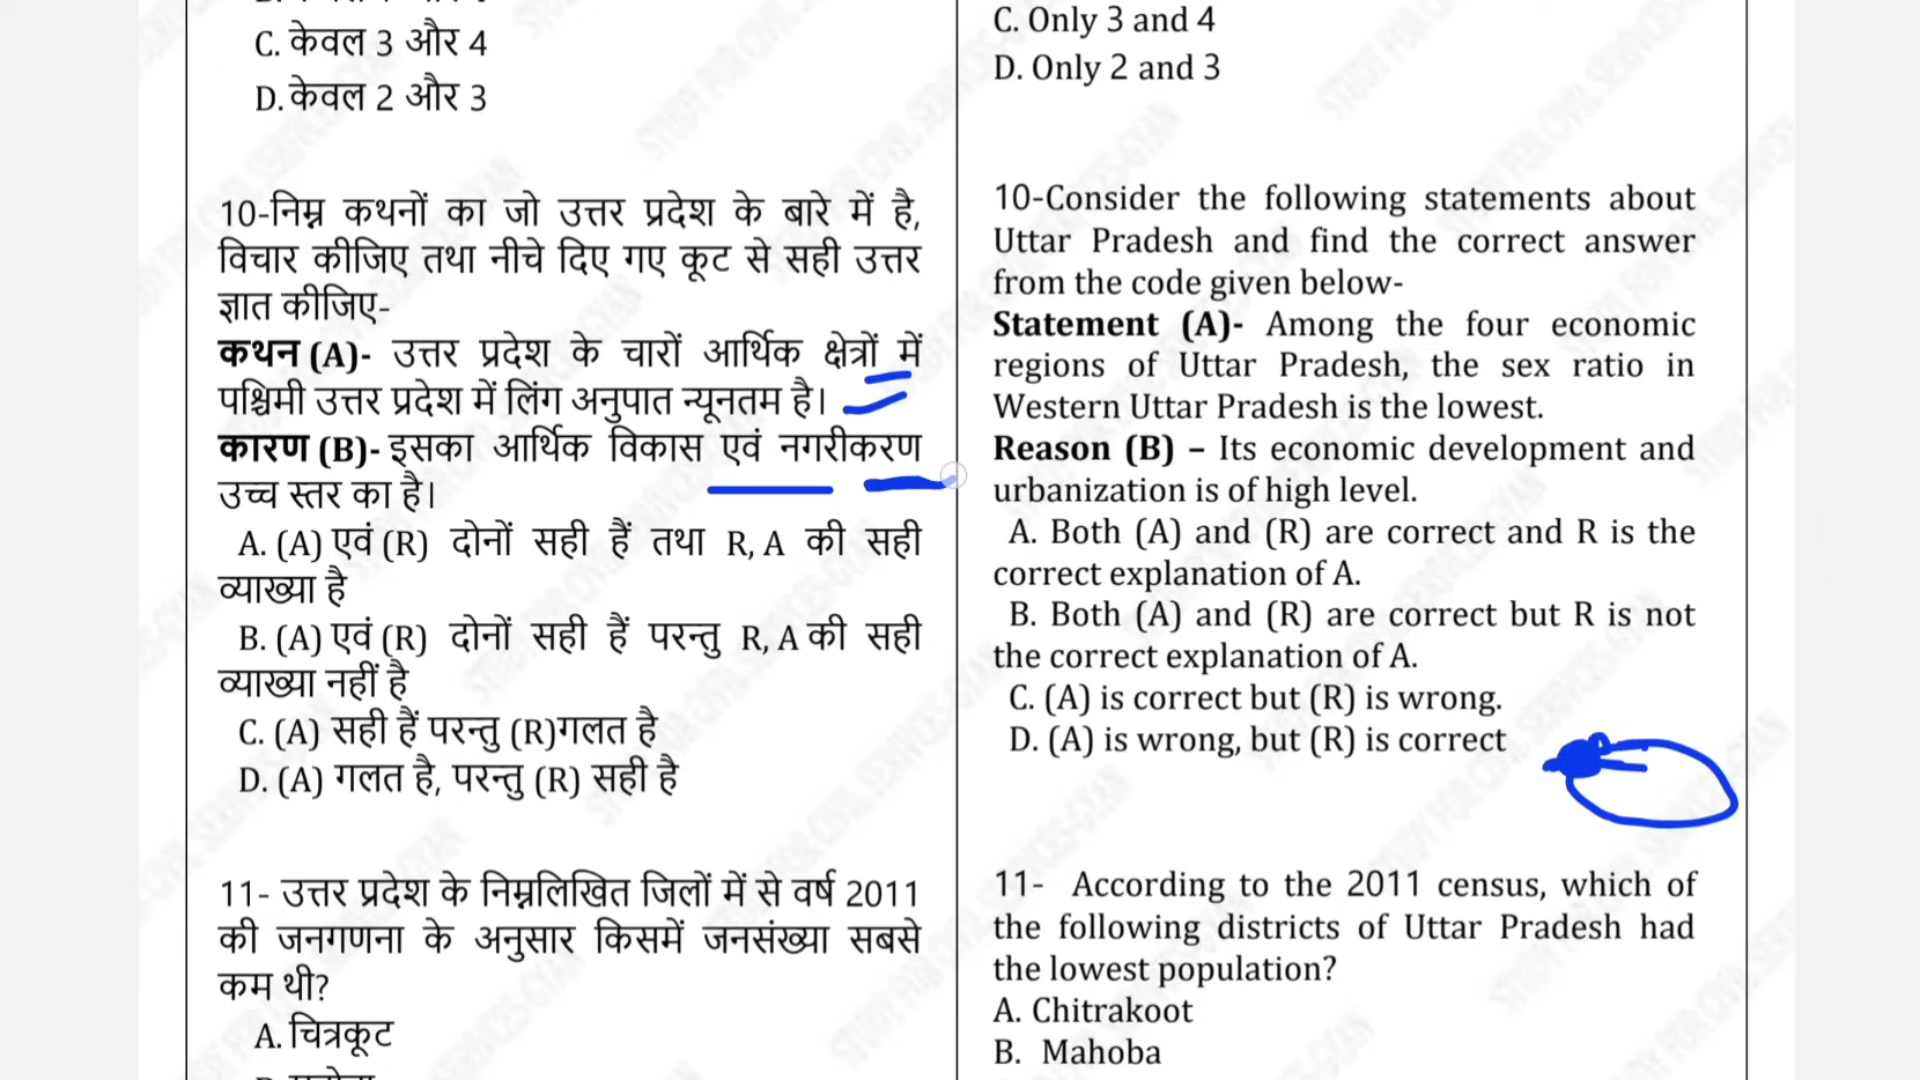 C. केवल 3 और 4
D. केवल 2 और 3
10-निम्न कथनों का जो उत्तर प्रदेश के बारे में है,
विचार कीजिए तथा नीचे दिए गए कूट से सही उत्तर
ज्ञात कीजिए-
कथन (A)- उत्तर प्रदेश के चारों आर्थिक क्षेत्रों में
पश्चिमी उत्तर प्रदेश में लिंग अनुपात न्यूनतम है।
कारण (B)- इसका आर्थिक विकास एवं नगरीकरण
उच्च स्तर का है।
A. (A) एवं (R) दोनों सही हैं तथा R, A की सही
व्याख्या है
B. (A) एवं (R) दोनों सही हैं परन्तु R, A की सही
व्याख्या नहीं है
C. (A) सही हैं परन्तु (R)गलत है
D. (A) गलत है, परन्तु (R) सही है
11- उत्तर प्रदेश के निम्नलिखित जिलों में से वर्ष 2011
की जनगणना के अनुसार किसमें जनसंख्या सबसे
कम थी?
A. चित्रकूट
C. Only 3 and 4
D. Only 2 and 3
10-Consider the following statements about
Uttar Pradesh and find the correct answer
from the code given below-
Statement (A)- Among the four economic
regions of Uttar Pradesh, the sex ratio in
Western Uttar Pradesh is the lowest.
Reason (B) – Its economic development and
urbanization is of high level.
A. Both (A) and (R) are correct and R is the
correct explanation of A.
B. Both (A) and (R) are correct but R is not
the correct explanation of A.
C. (A) is correct but (R) is wrong.
D. (A) is wrong, but (R) is correct
11- According to the 2011 census, which of
the following districts of Uttar Pradesh had
the lowest population?
A. Chitrakoot
B. Mahoba